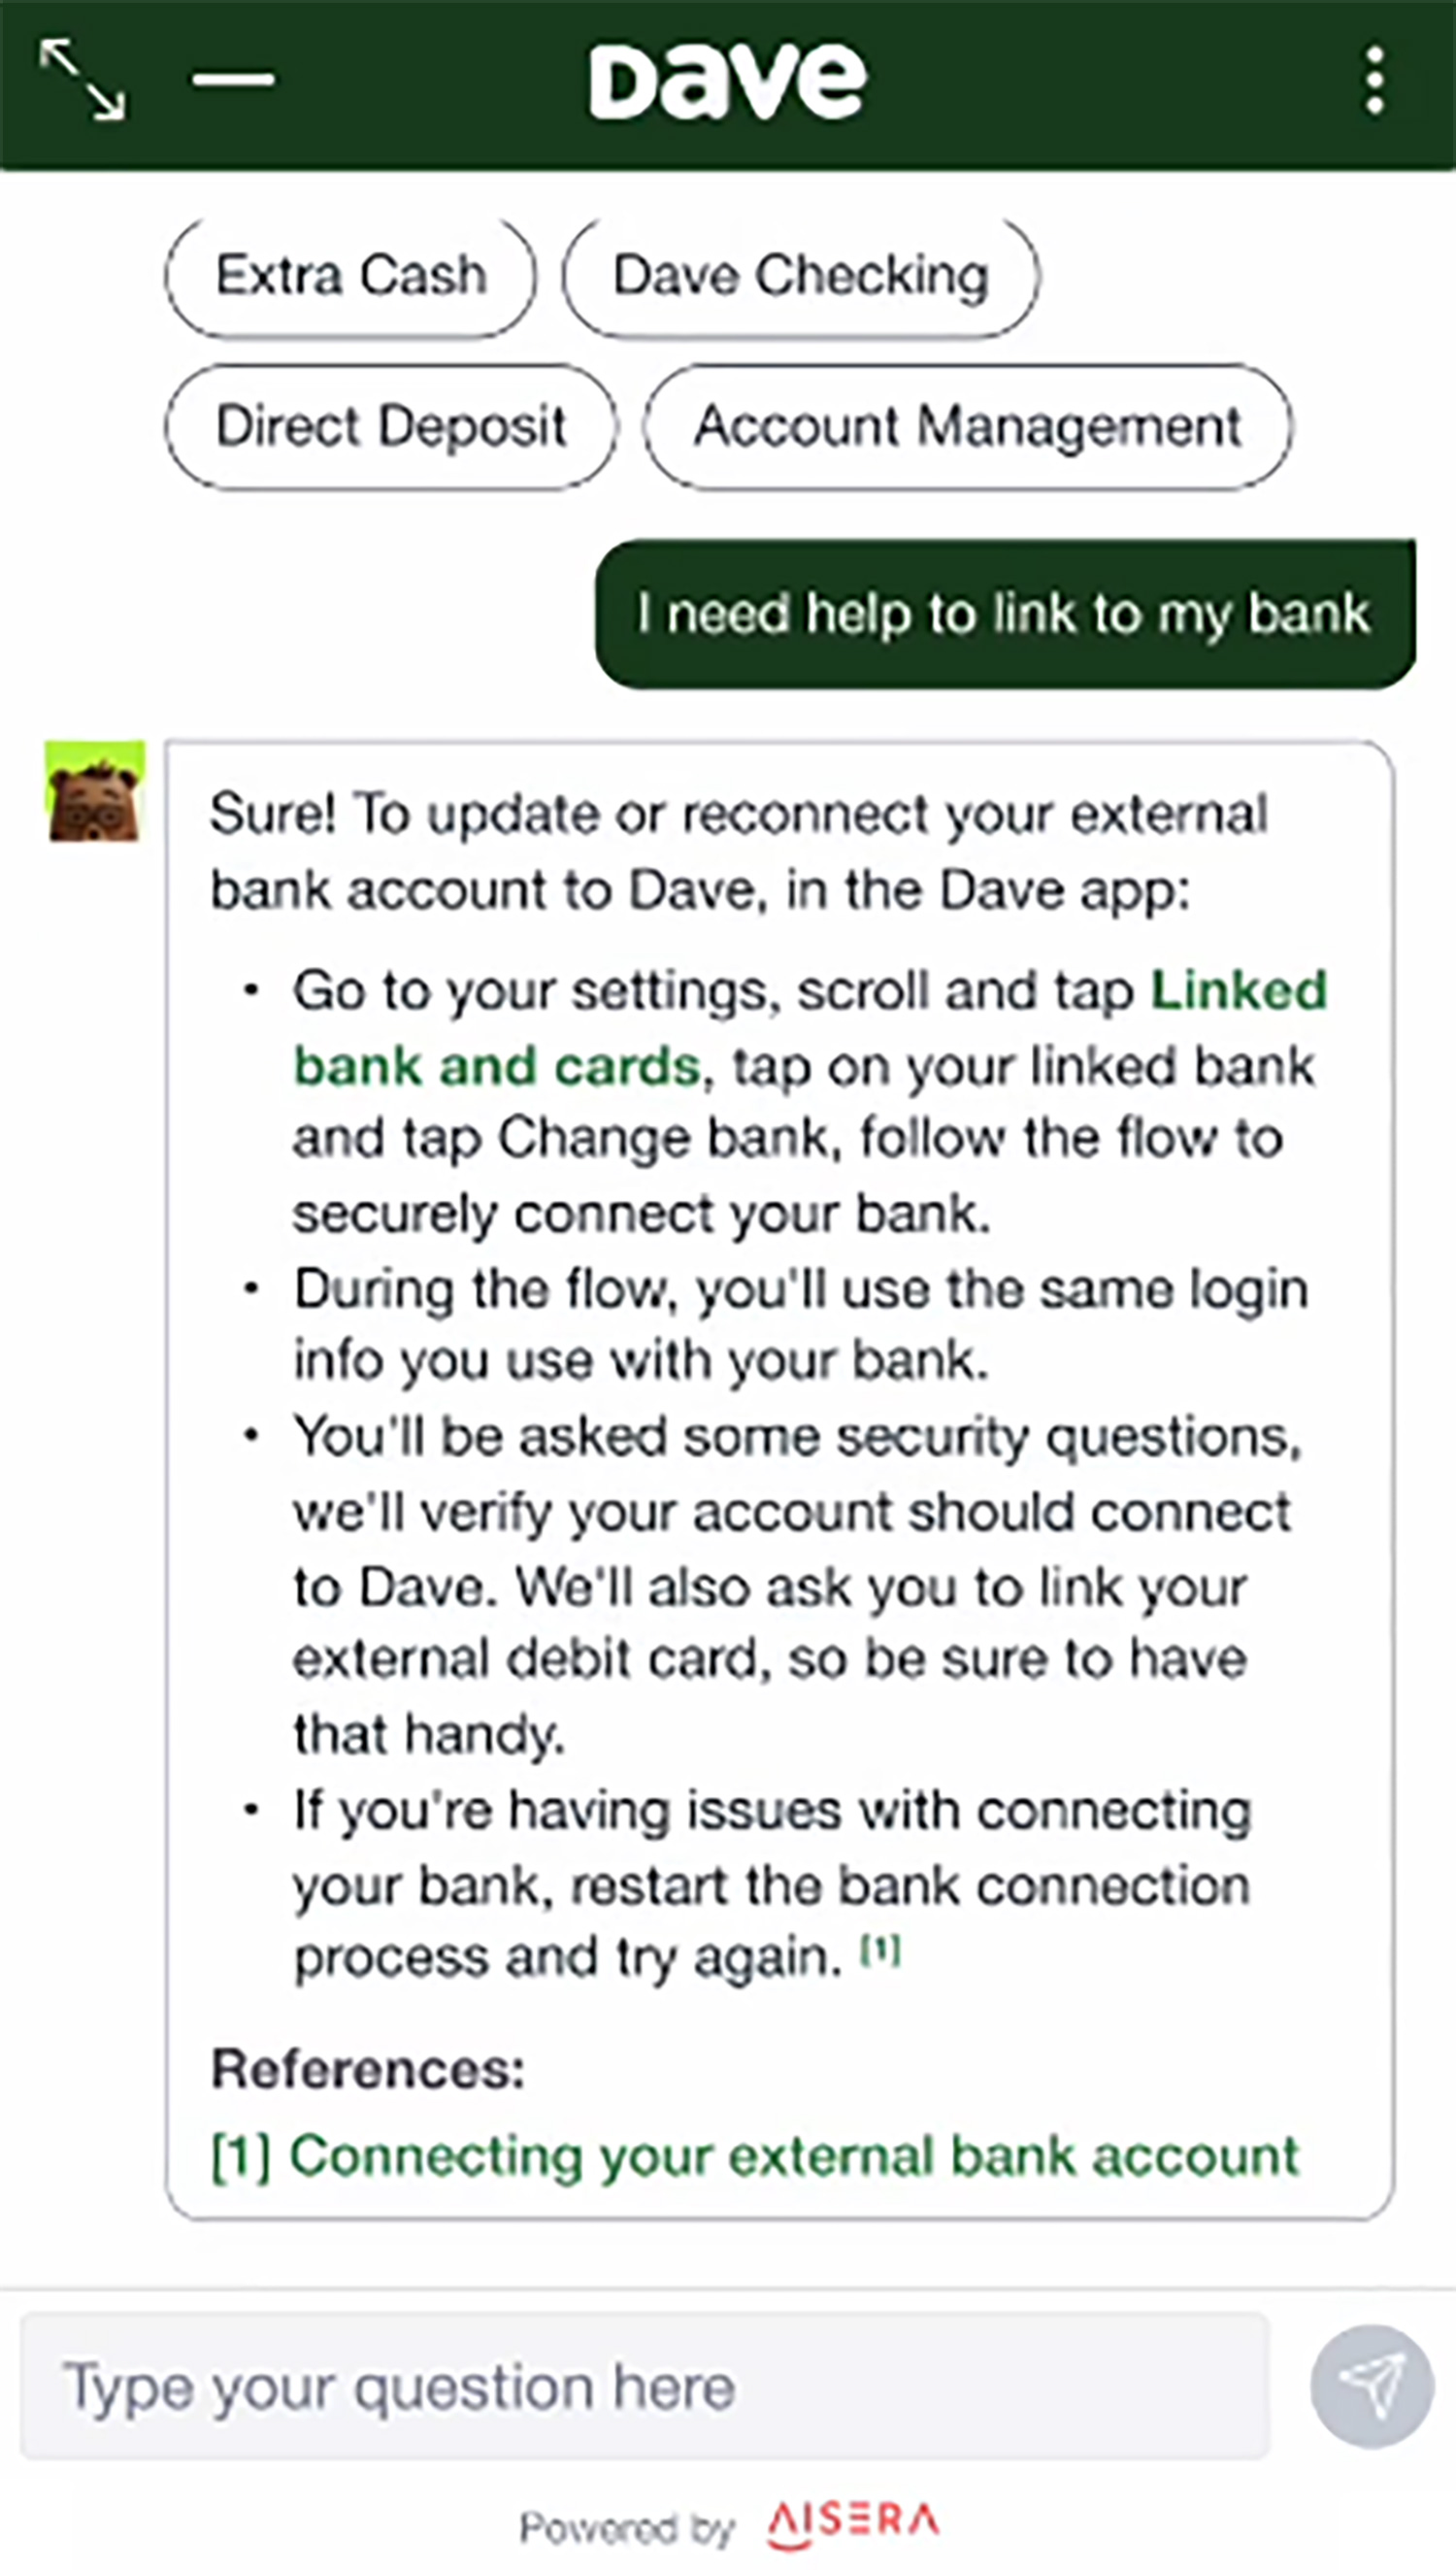 Dave
Extra Cash
Dave Checking
Direct Deposit
Account Management
I need help to link to my bank
Sure! To update or reconnect your external
bank account to Dave, in the Dave app:
• Go to your settings, scroll and tap Linked
bank and cards, tap on your linked bank
and tap Change bank, follow the flow to
securely connect your bank.
• During the flow, you'll use the same login
info you use with your bank.
• You'll be asked some security questions,
we'll verify your account should connect
to Dave. We'll also ask you to link your
external debit card, so be sure to have
that handy.
• If you're having issues with connecting
your bank, restart the bank connection
process and try again. [1]
References:
[1] Connecting your external bank account
Type your question here
Powered by AISERA